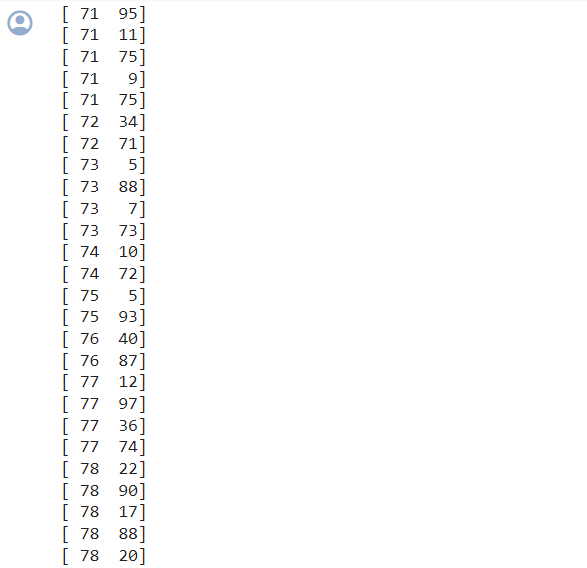 [ 71  95]
[ 71  11]
[ 71  75]
[ 71   9]
[ 71  75]
[ 72  34]
[ 72  71]
[ 73   5]
[ 73  88]
[ 73   7]
[ 73  73]
[ 74  10]
[ 74  72]
[ 75   5]
[ 75  93]
[ 76  40]
[ 76  87]
[ 77  12]
[ 77  97]
[ 77  36]
[ 77  74]
[ 78  22]
[ 78  90]
[ 78  17]
[ 78  88]
[ 78  20]